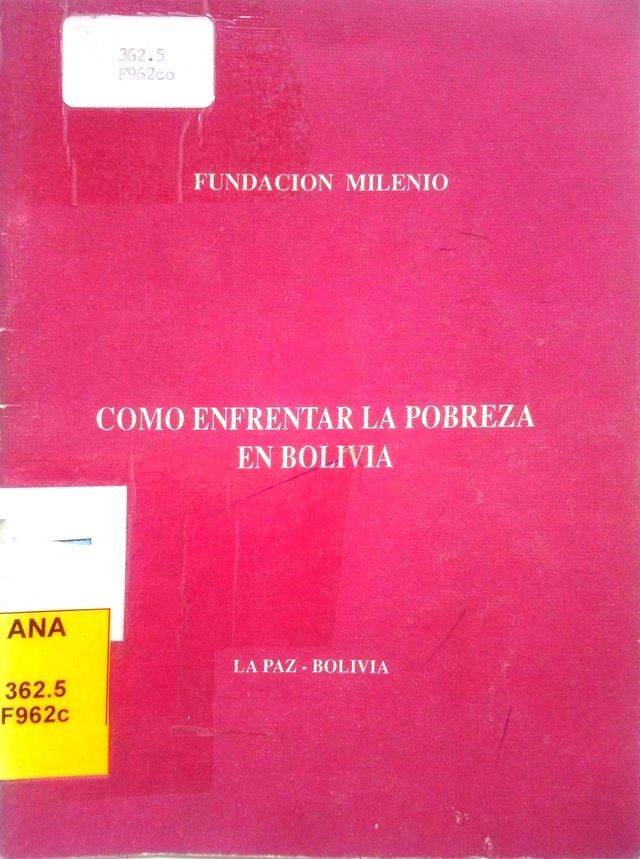 362.5
F962co
FUNDACION MILENIO
COMO ENFRENTAR LA POBREZA
EN BOLIVIA
ANA
362.5
F962c
LA PAZ - BOLIVIA